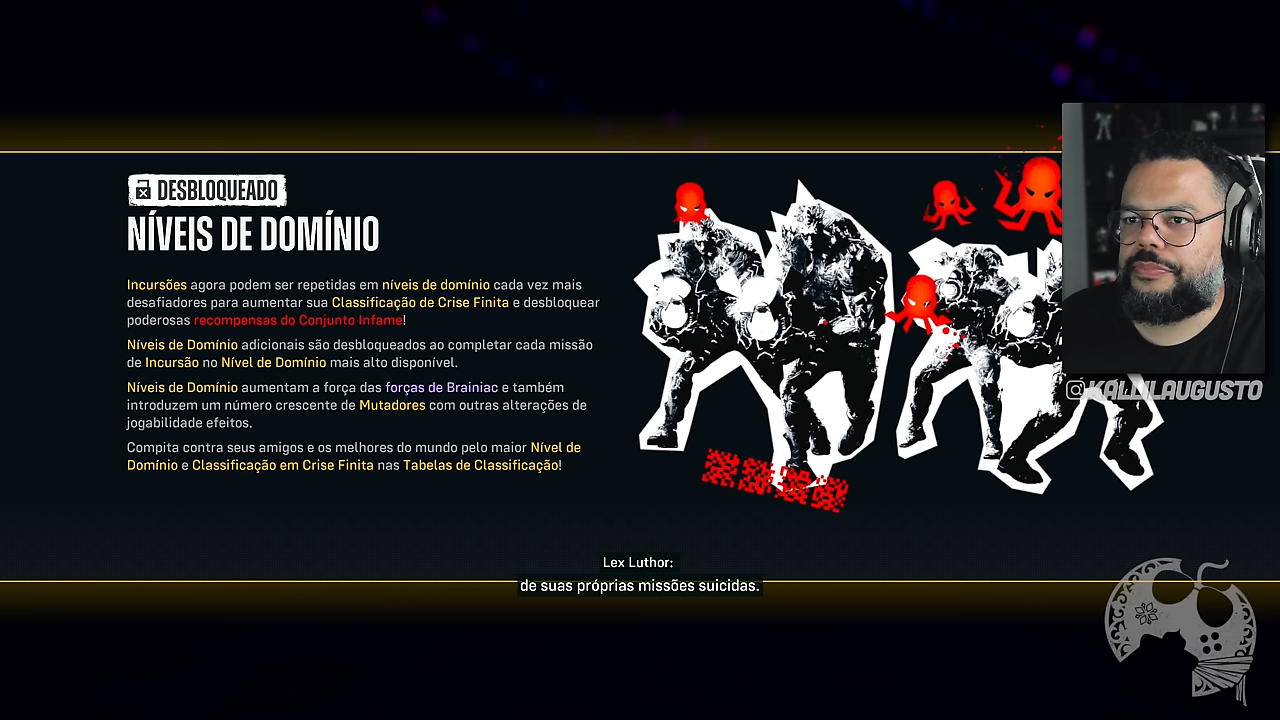 DESBLOQUEADO
NÍVEIS DE DOMÍNIO
Incursões agora podem ser repetidas em níveis de domínio cada vez mais
desafiadores para aumentar sua Classificação de Crise Finita e desbloquear
poderosas recompensas do Conjunto Infame!
Níveis de Domínio adicionais são desbloqueados ao completar cada missão
de Incursão no Nível de Domínio mais alto disponível.
Níveis de Domínio aumentam a força das forças de Brainiac e também
introduzem um número crescente de Mutadores com outras alterações de
jogabilidade efeitos.
Compita contra seus amigos e os melhores do mundo pelo maior Nível de
Domínio e Classificação em Crise Finita nas Tabelas de Classificação!
KALLILAUGUSTO
Lex Luthor:
de suas próprias missões suicidas.